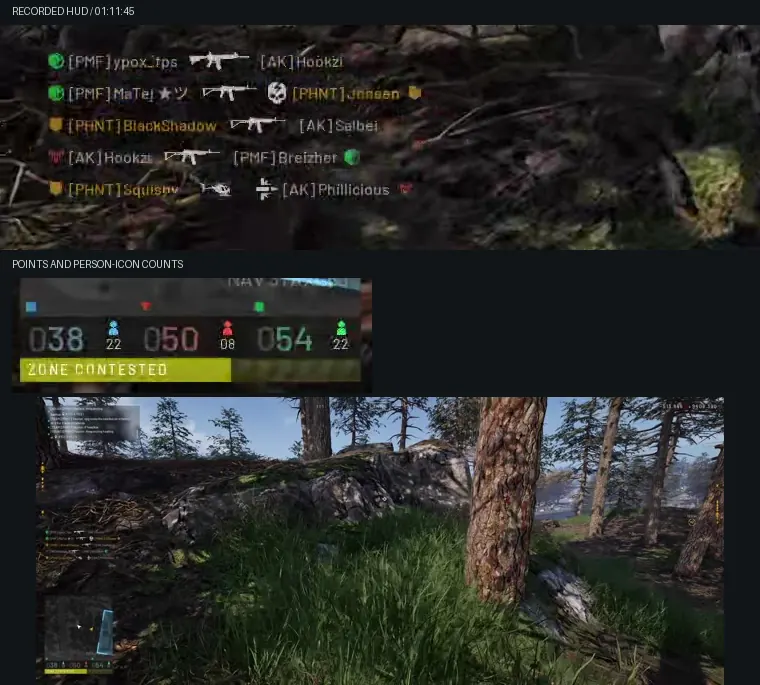 RECORDED HUD / 01:11:45
[PMF]ypox_fps [AK]Hookzi
[PMF]MaTej ★ツ [PHNT]Jensen
[PHNT]BlackShadow [AK]Salbei
[AK]Hookzi [PMF]Breizher
[PHNT]Squishy [AK]Phillicious
POINTS AND PERSON-ICON COUNTS
038 22 050 08 054 22
ZONE CONTESTED